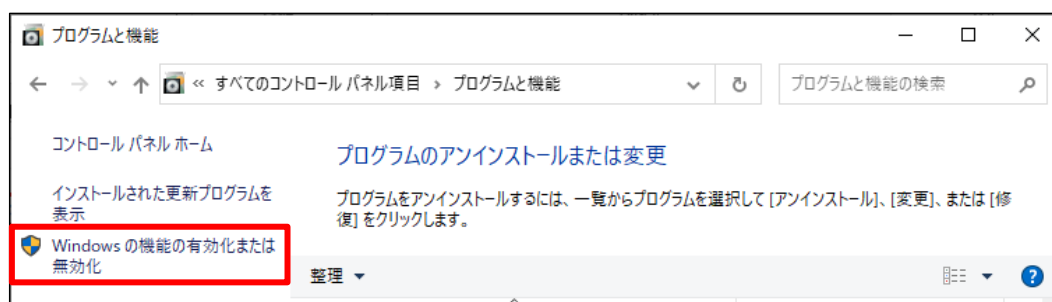 プログラムと機能
« すべてのコントロール パネル項目 › プログラムと機能
プログラムと機能の検索
コントロール パネル ホーム
インストールされた更新プログラムを
表示
Windows の機能の有効化または
無効化
プログラムのアンインストールまたは変更
プログラムをアンインストールするには、一覧からプログラムを選択して [アンインストール]、[変更]、または [修
復] をクリックします。
整理